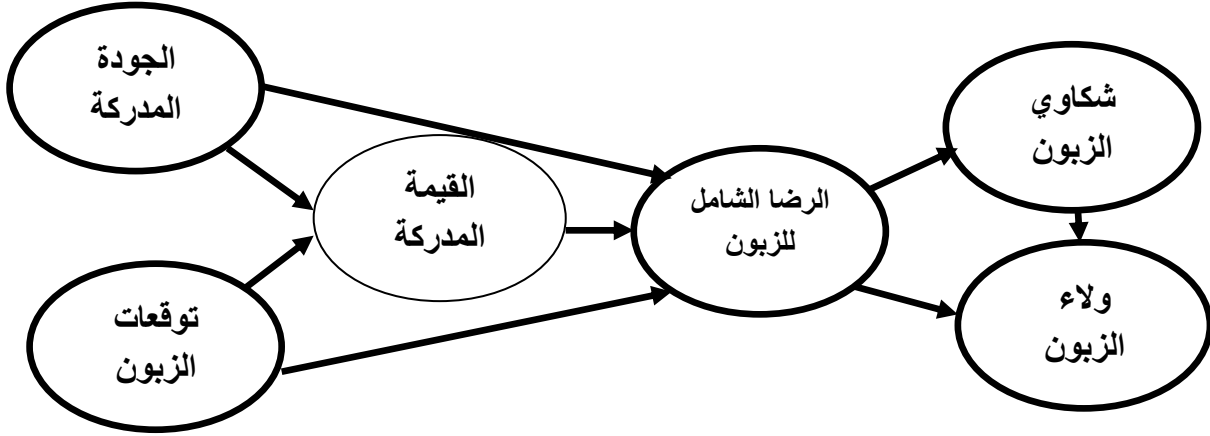 الجودة
المدركة
القيمة
المدركة
توقعات
الزبون
الرضا الشامل
للزبون
شكاوي
الزبون
ولاء
الزبون